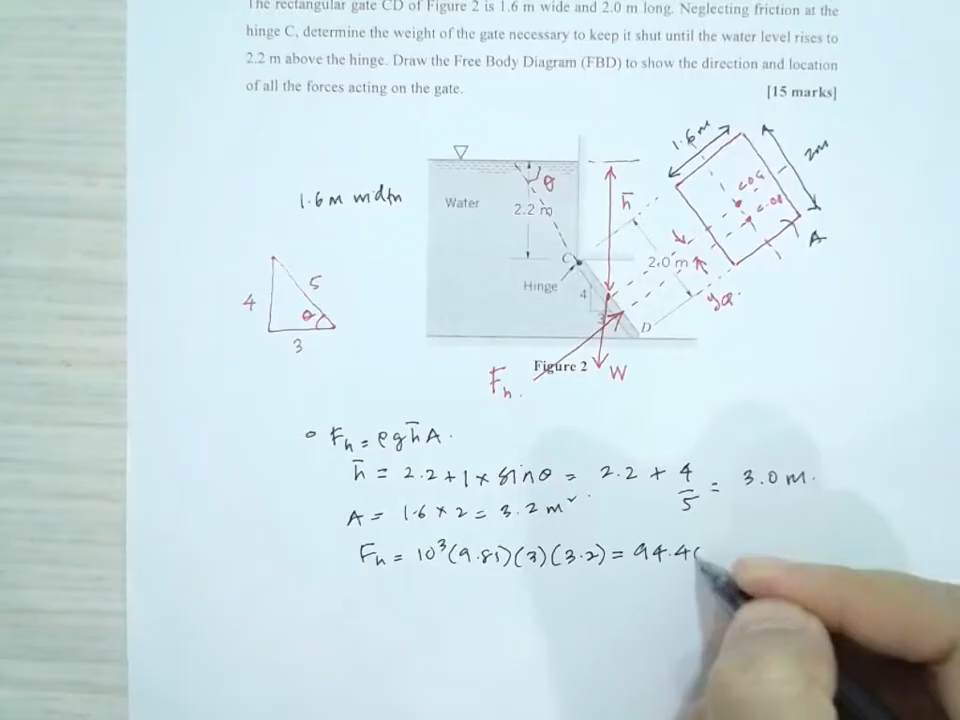 The rectangular gate CD of Figure 2 is 1.6 m wide and 2.0 m long. Neglecting friction at the
hinge C, determine the weight of the gate necessary to keep it shut until the water level rises to
2.2 m above the hinge. Draw the Free Body Diagram (FBD) to show the direction and location
of all the forces acting on the gate.
[15 marks]
1.6m
2m
COG
A
θ
h̄
1.6 m width
Water
2.2 m
C
2.0 m
Hinge
4
3
D
yR.
4
5
θ
3
Figure 2
W
Fh.
Fh = ρgh̄A.
h̄ = 2.2+1×sinθ = 2.2 + 4/5 = 3.0 m.
A = 1.6 × 2 = 3.2 m²
Fh = 10³(9.81)(3)(3.2) = 94.4